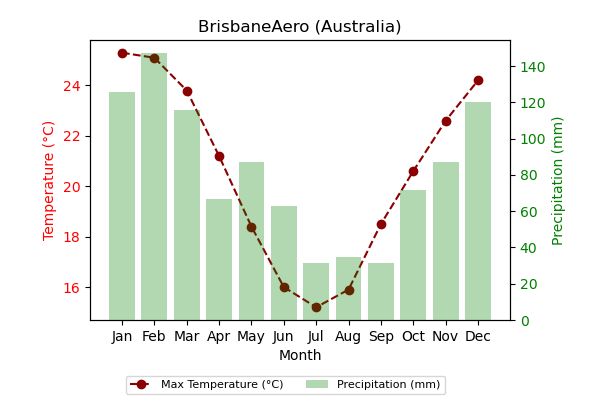 BrisbaneAero (Australia)
24
22
20
18
16
Temperature (°C)
140
120
100
80
60
40
20
0
Precipitation (mm)
Jan Feb Mar Apr May Jun Jul Aug Sep Oct Nov Dec
Month
Max Temperature (°C) Precipitation (mm)